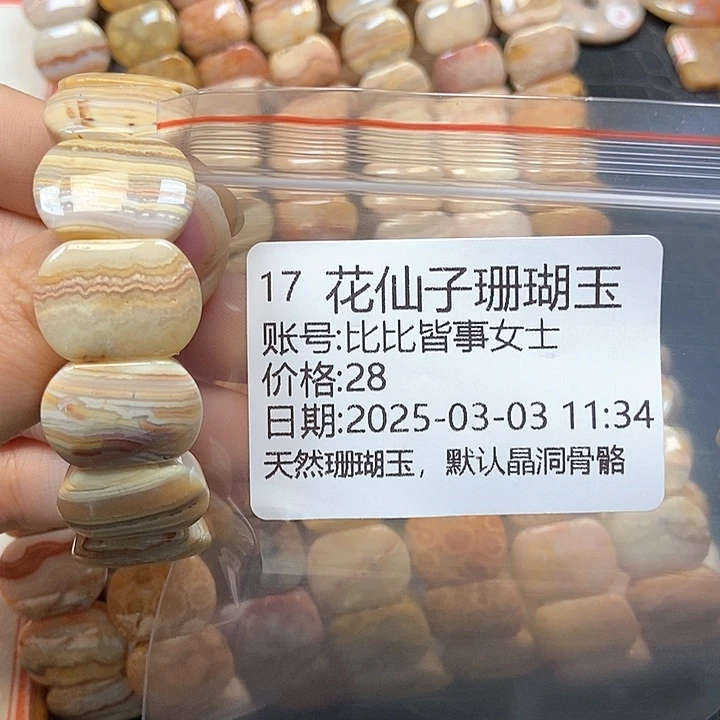 17 花仙子珊瑚玉
账号:比比皆事女士
价格:28
日期:2025-03-03 11:34
天然珊瑚玉，默认晶洞骨骼